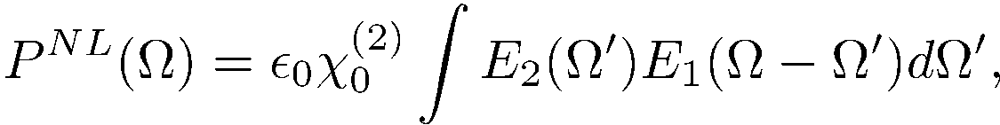 $P^{NL}(\Omega) = \epsilon_0 \chi_0^{(2)} \int E_2(\Omega') E_1(\Omega - \Omega') d\Omega',$